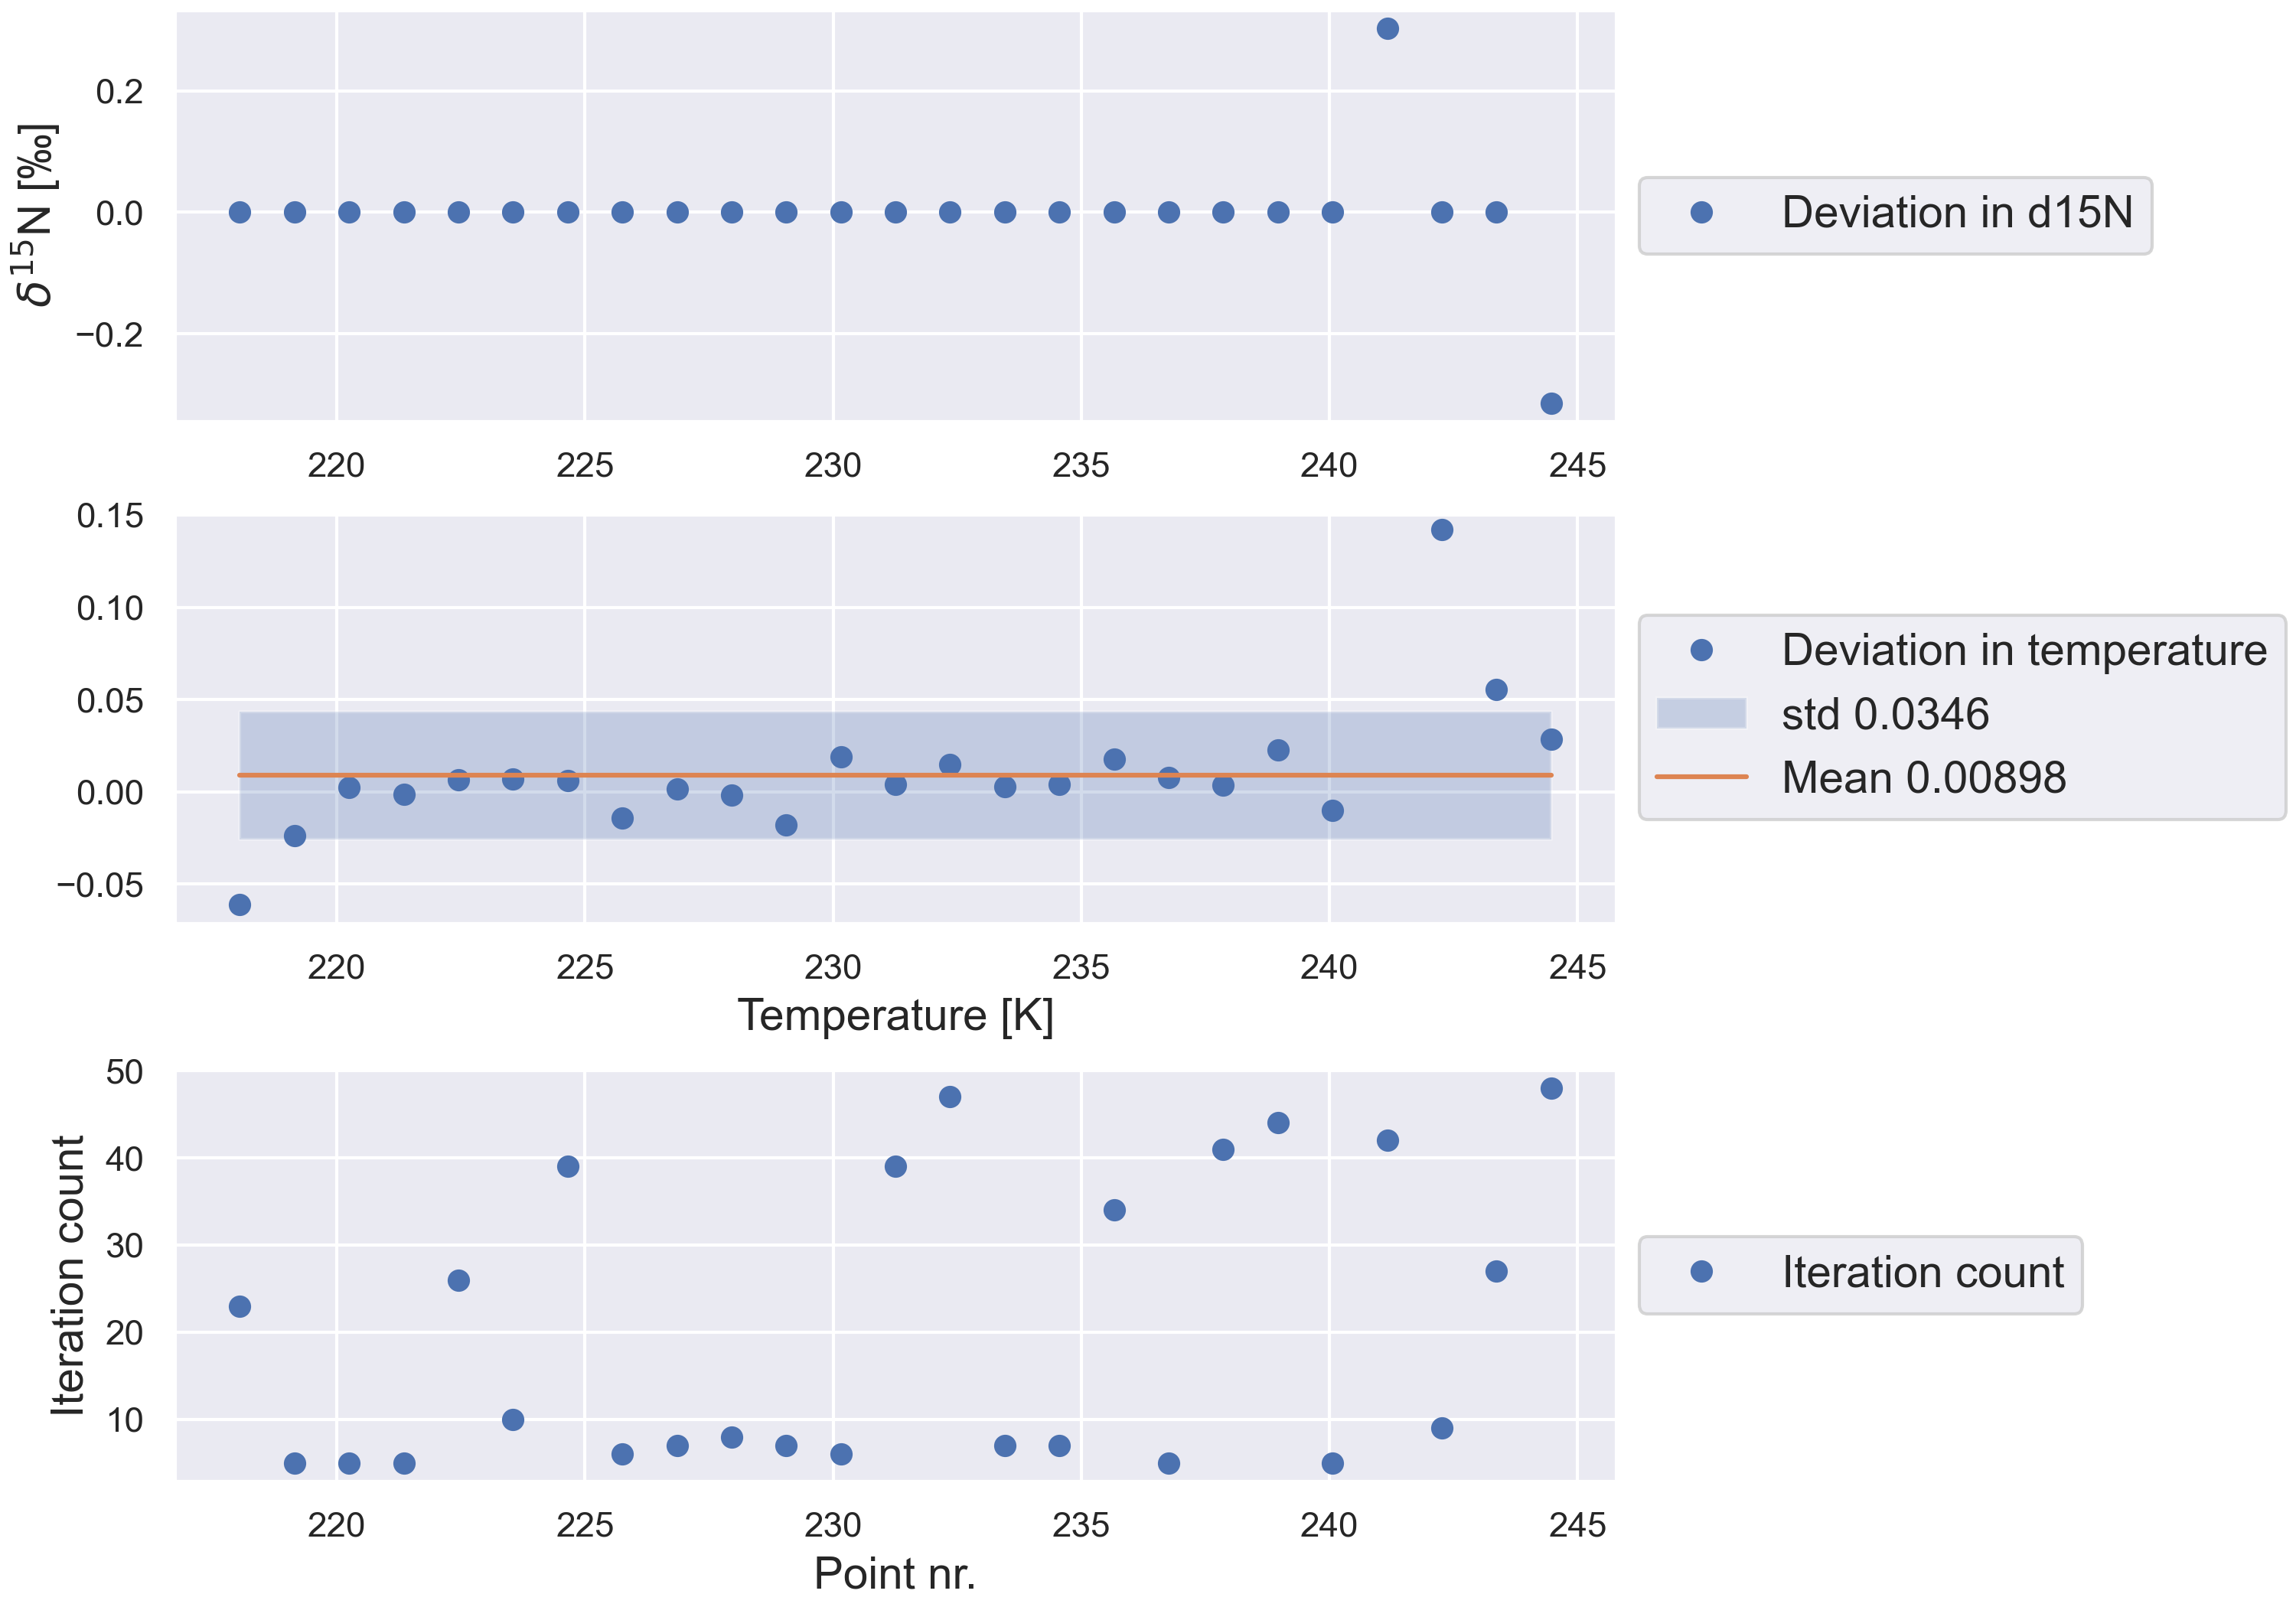 0.2
0.0
−0.2
δ¹⁵N [‰]
220 225 230 235 240 245
Deviation in d15N
0.15
0.10
0.05
0.00
−0.05
220 225 230 235 240 245
Temperature [K]
Deviation in temperature
std 0.0346
Mean 0.00898
50
40
30
20
10
Iteration count
220 225 230 235 240 245
Point nr.
Iteration count